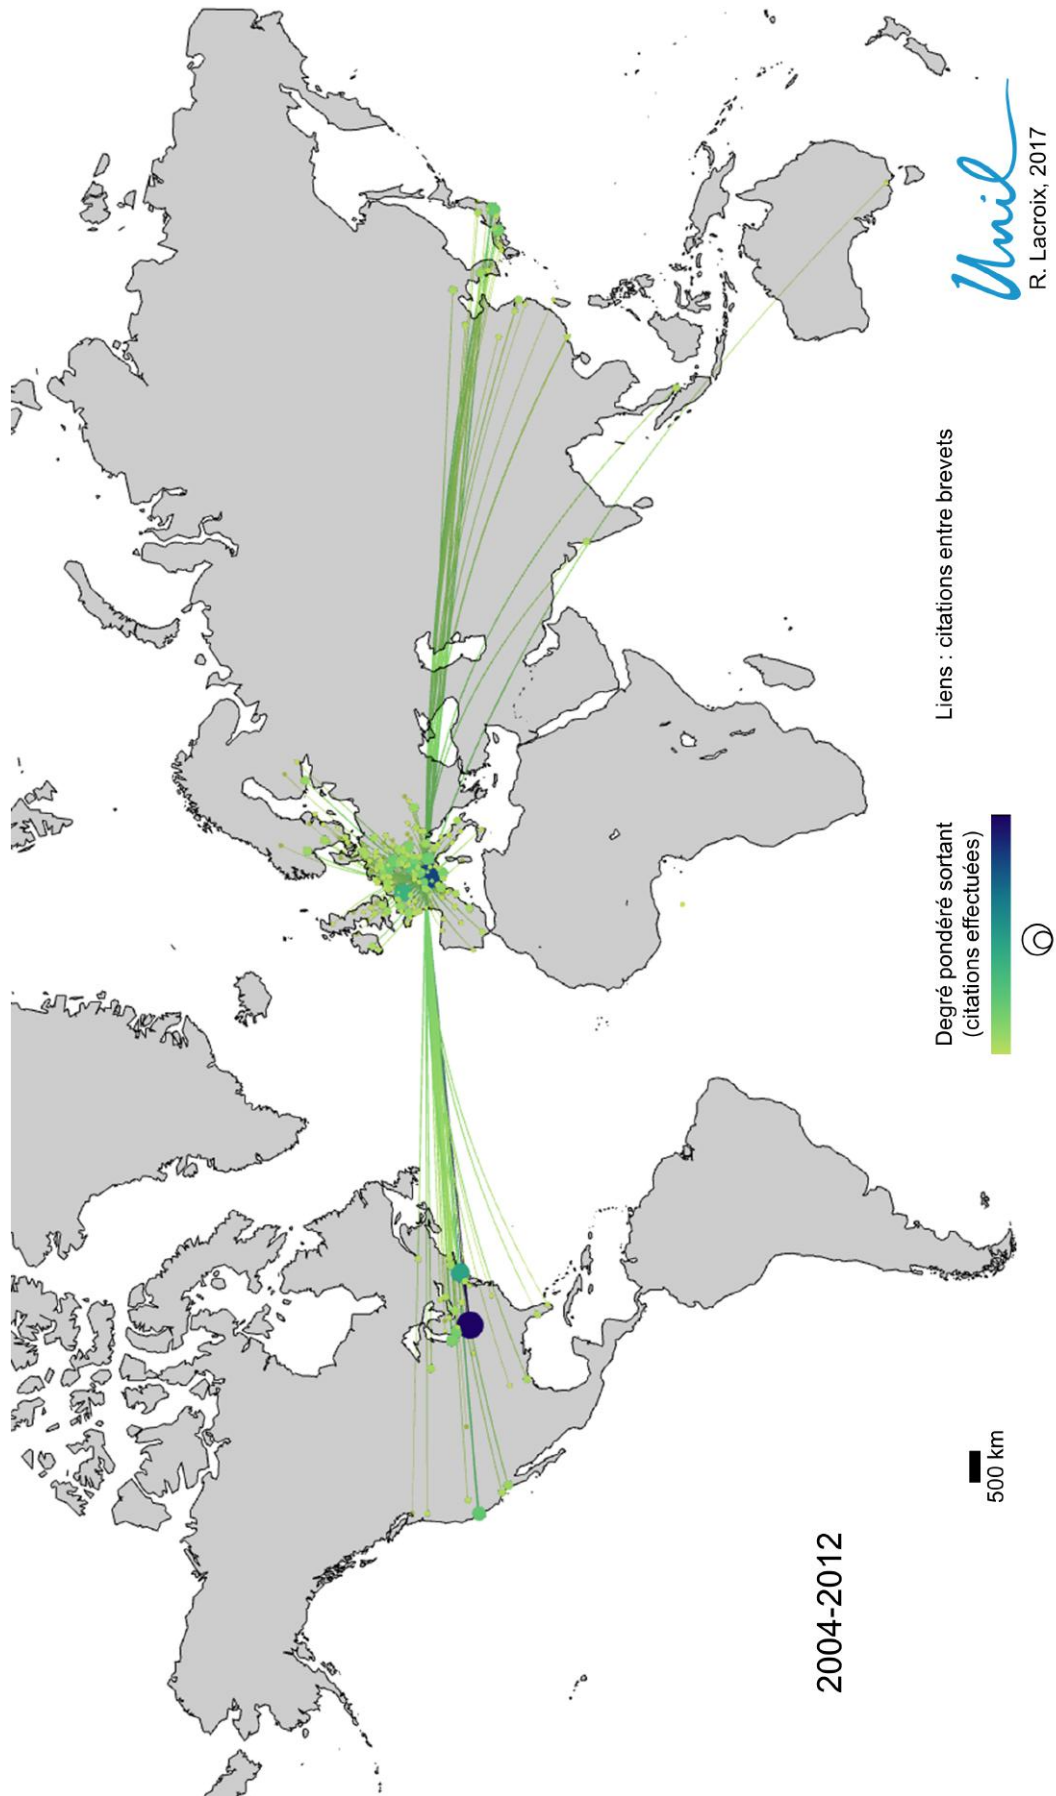 2004-2012
500 km
Degré pondéré sortant
(citations effectuées)
Liens : citations entre brevets
Unil
R. Lacroix, 2017